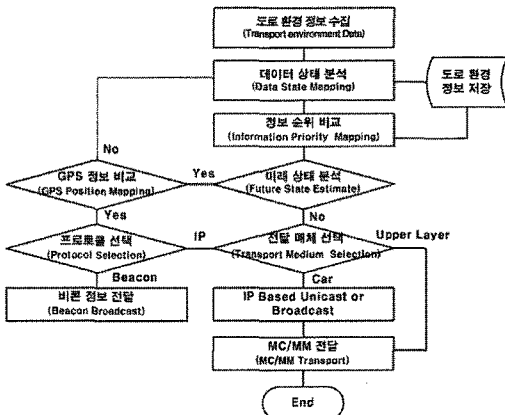 도로 환경 정보 수집
(Transport environment Data)
데이터 상태 분석
(Data State Mapping)
도로 환경
정보 저장
정보 순위 비교
(Information Priority Mapping)
No
GPS 정보 비교
(GPS Position Mapping)
Yes
미래 상태 분석
(Future State Estimate)
Yes
No
프로토콜 선택
(Protocol Selection)
IP
전달 매체 선택
(Transport Medium Selection)
Upper Layer
Beacon
Car
비콘 정보 전달
(Beacon Broadcast)
IP Based Unicast or
Broadcast
MC/MM 전달
(MC/MM Transport)
End